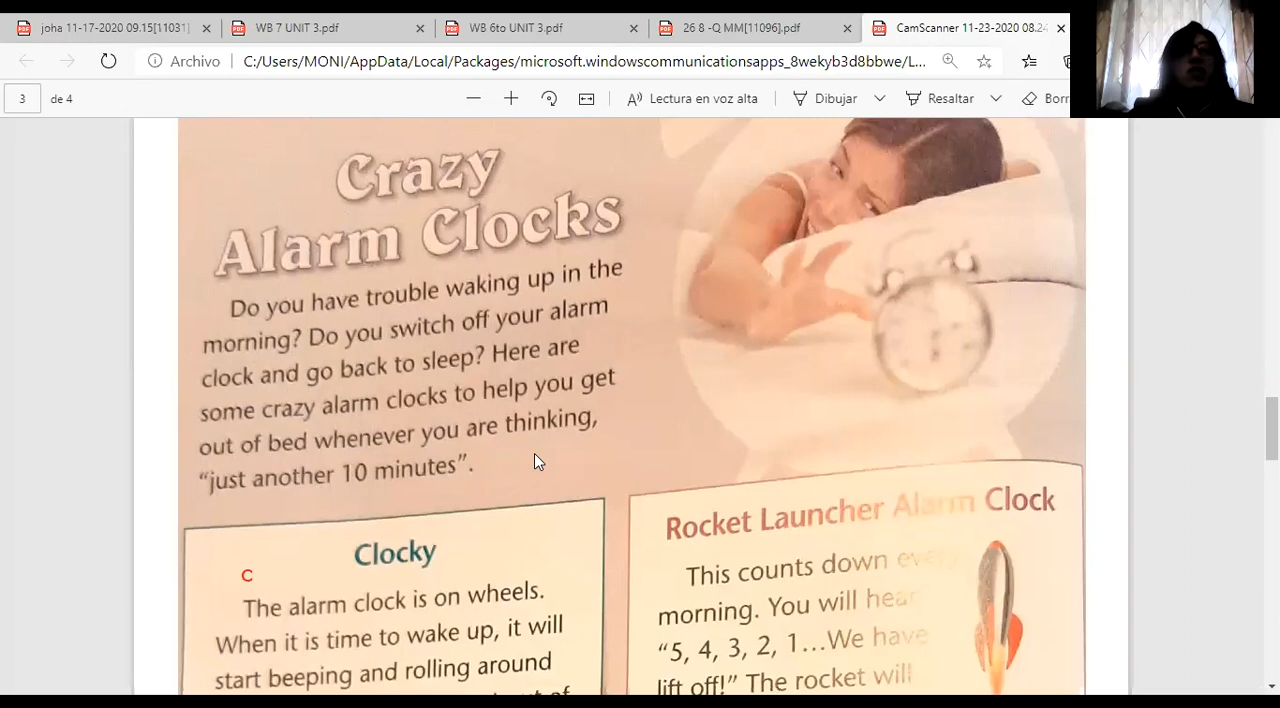 joha 11-17-2020 09.15[11031]
WB 7 UNIT 3.pdf
WB 6to UNIT 3.pdf
26 8 -Q MM[11096].pdf
CamScanner 11-23-2020 08.24
Archivo
C:/Users/MONI/AppData/Local/Packages/microsoft.windowscommunicationsapps_8wekyb3d8bbwe/L...
3 de 4
Lectura en voz alta
Dibujar
Resaltar
Borr
Crazy
Alarm Clocks
Do you have trouble waking up in the
morning? Do you switch off your alarm
clock and go back to sleep? Here are
some crazy alarm clocks to help you get
out of bed whenever you are thinking,
"just another 10 minutes".
Clocky
C
The alarm clock is on wheels.
When it is time to wake up, it will
start beeping and rolling around
of
Rocket Launcher Alarm Clock
This counts down every
morning. You will hear
"5, 4, 3, 2, 1...We have
lift off!" The rocket will